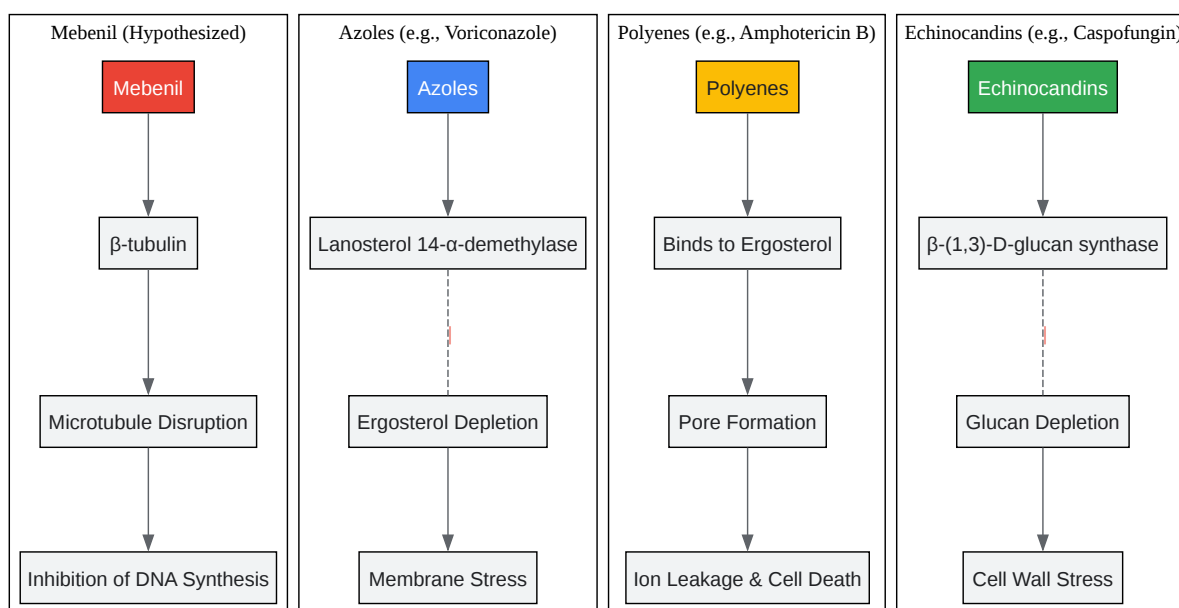 Mebenil (Hypothesized)
Mebenil
β-tubulin
Microtubule Disruption
Inhibition of DNA Synthesis
Azoles (e.g., Voriconazole)
Azoles
Lanosterol 14-α-demethylase
Ergosterol Depletion
Membrane Stress
Polyenes (e.g., Amphotericin B)
Polyenes
Binds to Ergosterol
Pore Formation
Ion Leakage & Cell Death
Echinocandins (e.g., Caspofungin)
Echinocandins
β-(1,3)-D-glucan synthase
Glucan Depletion
Cell Wall Stress